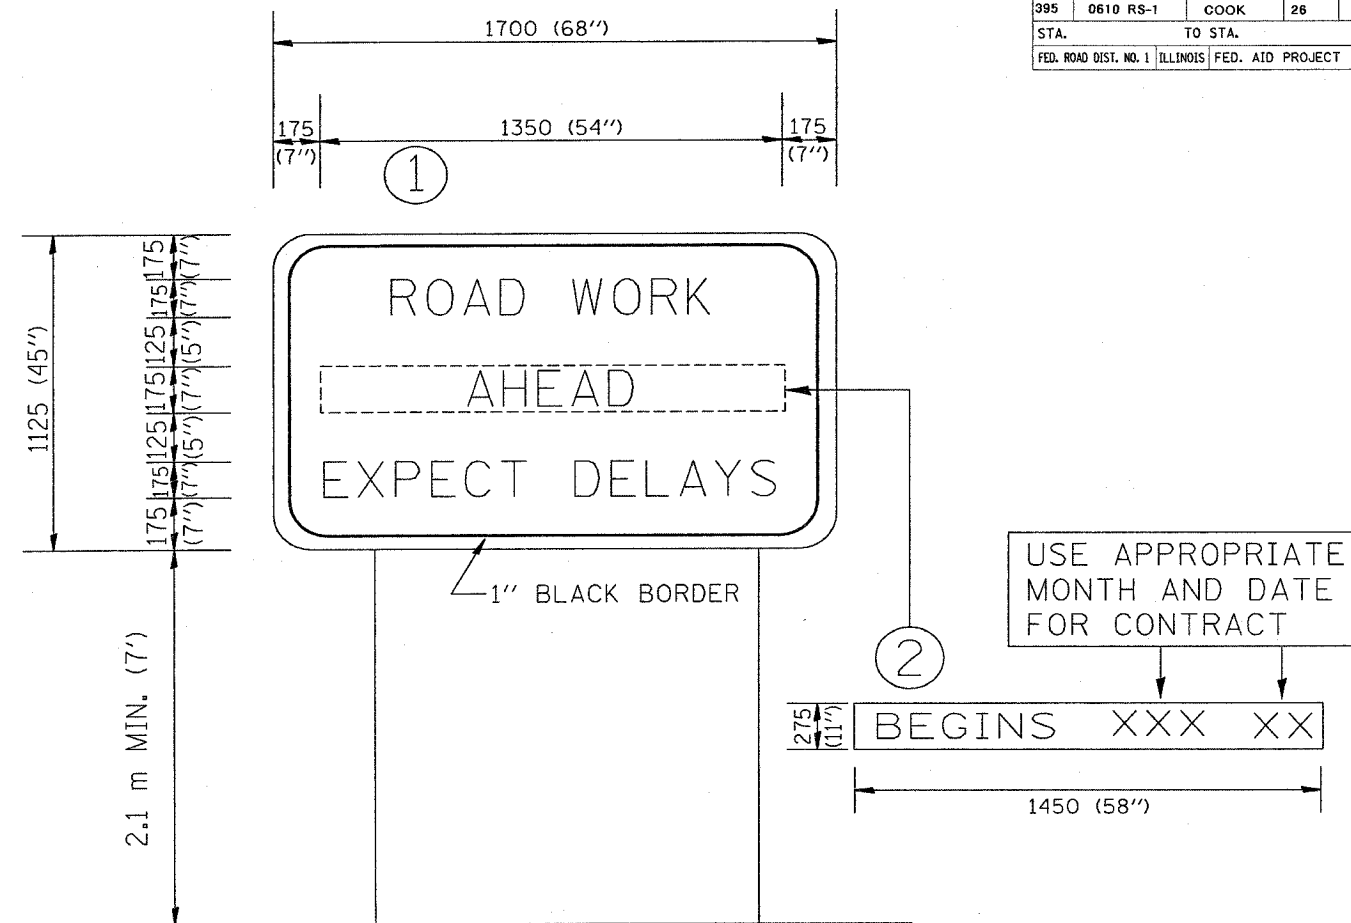 395 0610 RS-1 COOK 26
STA. TO STA.
FED. ROAD DIST. NO. 1 ILLINOIS FED. AID PROJECT
1700 (68'')
175 1350 (54'') 175
(7'') (7'')
1
1125 (45'')
175 (7'')
175 (7'')
125 (5'')
175 (7'')
125 (5'')
175 (7'')
175 (7'')
ROAD WORK
AHEAD
EXPECT DELAYS
1'' BLACK BORDER
2.1 m MIN. (7')
USE APPROPRIATE
MONTH AND DATE
FOR CONTRACT
2
275 (11'')
BEGINS XXX XX
1450 (58'')